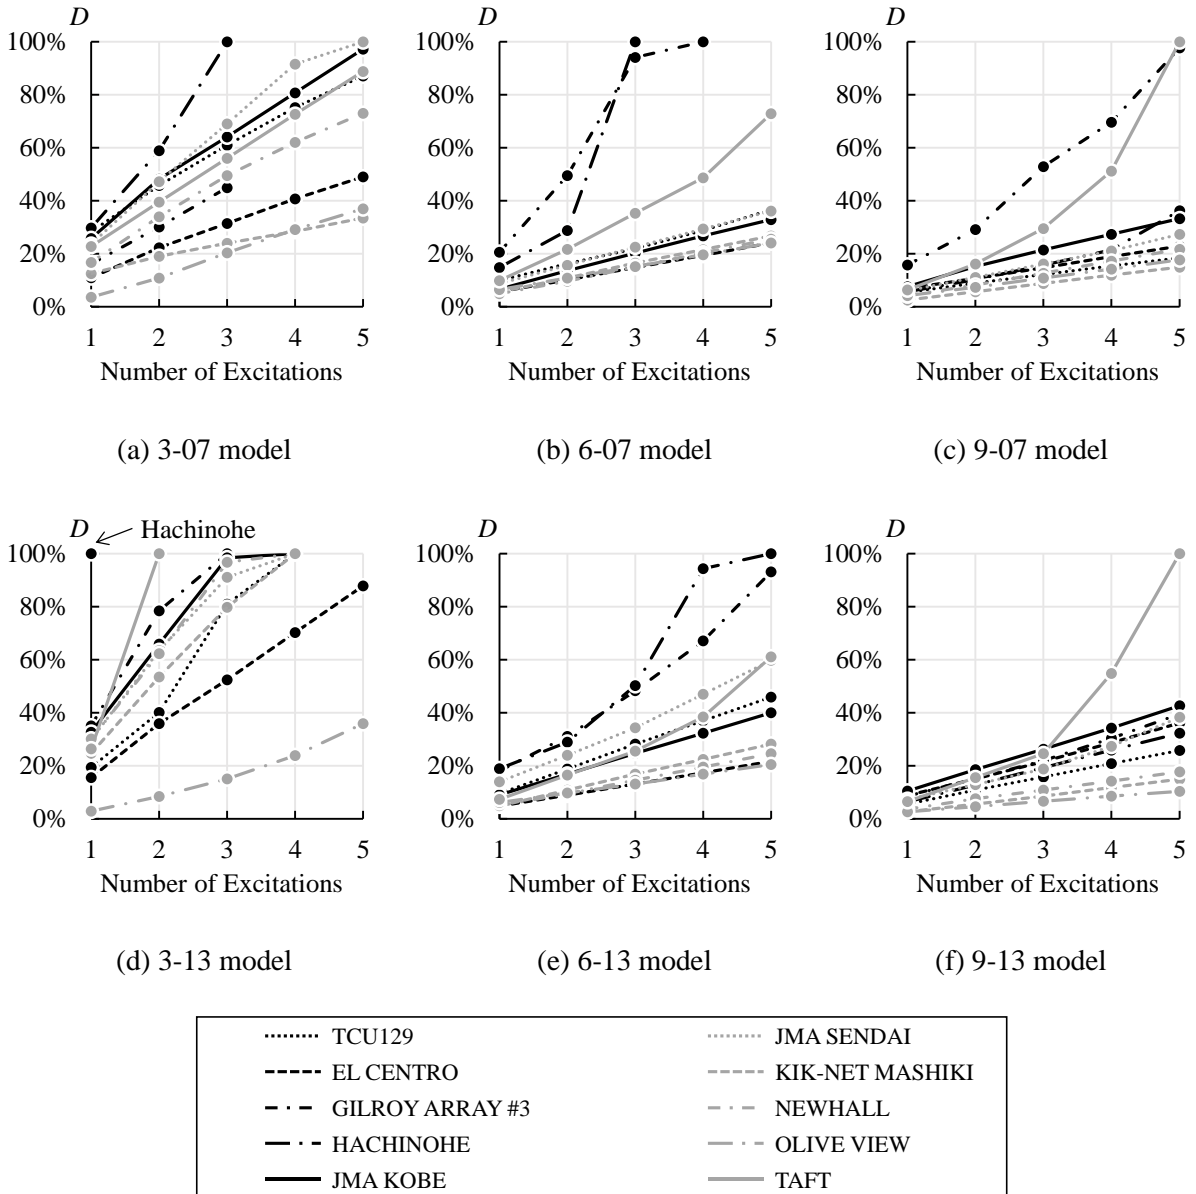 D D D
100% 100% 100%
80% 80% 80%
60% 60% 60%
40% 40% 40%
20% 20% 20%
0% 0% 0%
1 2 3 4 5 1 2 3 4 5 1 2 3 4 5
Number of Excitations Number of Excitations Number of Excitations
(a) 3-07 model (b) 6-07 model (c) 9-07 model
D Hachinohe D D
100% 100% 100%
80% 80% 80%
60% 60% 60%
40% 40% 40%
20% 20% 20%
0% 0% 0%
1 2 3 4 5 1 2 3 4 5 1 2 3 4 5
Number of Excitations Number of Excitations Number of Excitations
(d) 3-13 model (e) 6-13 model (f) 9-13 model
TCU129 JMA SENDAI
EL CENTRO KIK-NET MASHIKI
GILROY ARRAY #3 NEWHALL
HACHINOHE OLIVE VIEW
JMA KOBE TAFT